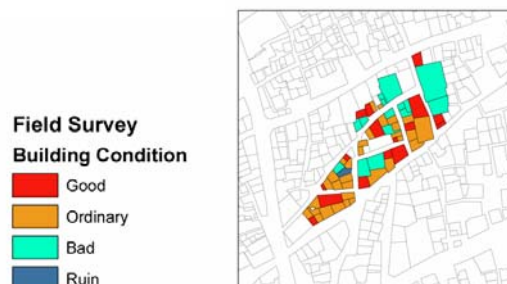 Field Survey
Building Condition
Good
Ordinary
Bad
Ruin